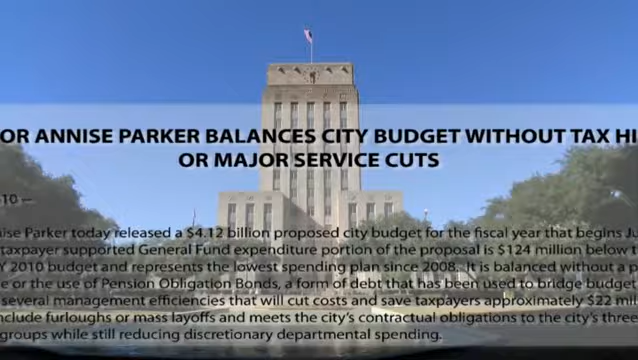 OR ANNISE PARKER BALANCES CITY BUDGET WITHOUT TAX HI
OR MAJOR SERVICE CUTS
10 —
nise Parker today released a $4.12 billion proposed city budget for the fiscal year that begins Ju
taxpayer supported General Fund expenditure portion of the proposal is $124 million below t
Y 2010 budget and represents the lowest spending plan since 2008. It is balanced without a p
e or the use of Pension Obligation Bonds, a form of debt that has been used to bridge budget
several management efficiencies that will cut costs and save taxpayers approximately $22 mil
nclude furloughs or mass layoffs and meets the city's contractual obligations to the city's three
groups while still reducing discretionary departmental spending.